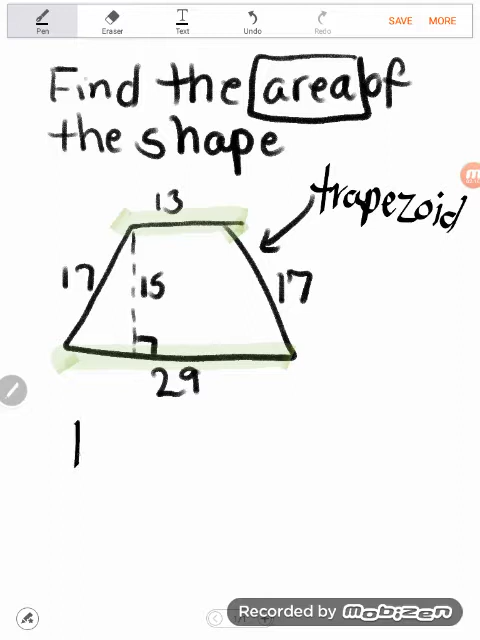 Pen
Eraser
Text
Undo
Redo
SAVE
MORE
Find the area of
the shape
trapezoid
13
17
15
17
29
Recorded by mobizen